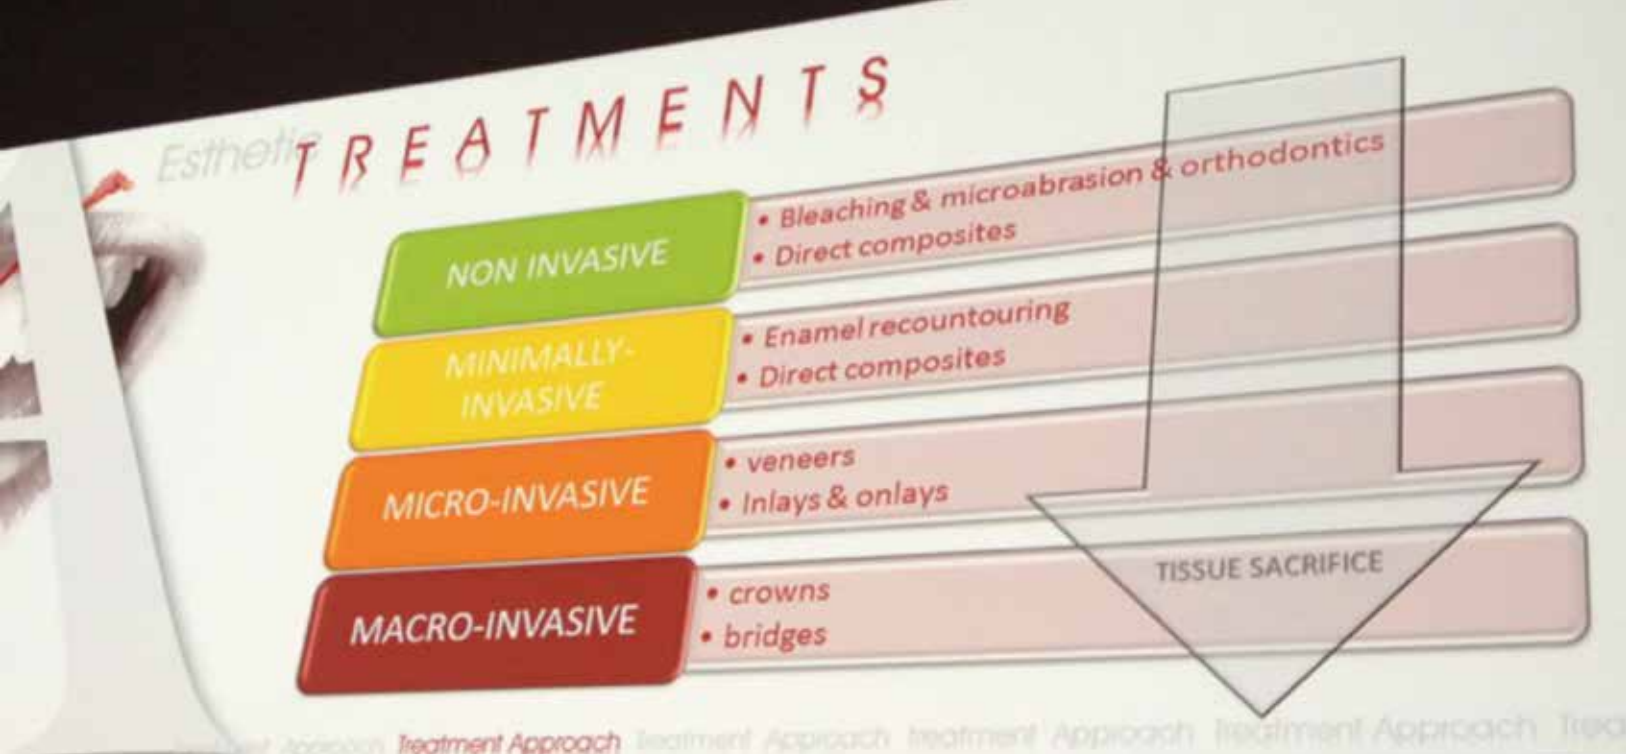 Esthetic TREATMENTS
NON INVASIVE
• Bleaching & microabrasion & orthodontics
• Direct composites
MINIMALLY-
INVASIVE
• Enamel recountouring
• Direct composites
MICRO-INVASIVE
• veneers
• Inlays & onlays
MACRO-INVASIVE
• crowns
• bridges
TISSUE SACRIFICE
Approach Treatment Approach Treatment Approach Treatment Approach Treatment Approach